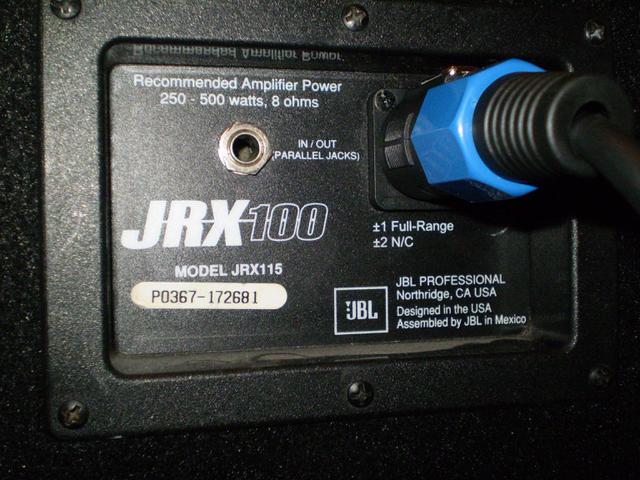 Recommended Amplifier Power
250 - 500 watts, 8 ohms
IN / OUT
(PARALLEL JACKS)
JRX100
±1 Full-Range
±2 N/C
MODEL JRX115
P0367-172681
JBL
JBL PROFESSIONAL
Northridge, CA USA
Designed in the USA
Assembled by JBL in Mexico